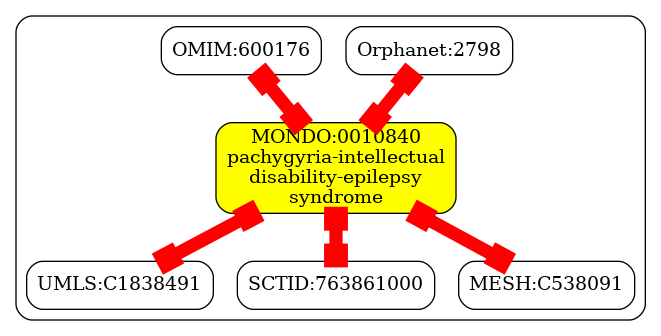 OMIM:600176
Orphanet:2798
MONDO:0010840
pachygyria-intellectual
disability-epilepsy
syndrome
UMLS:C1838491
SCTID:763861000
MESH:C538091